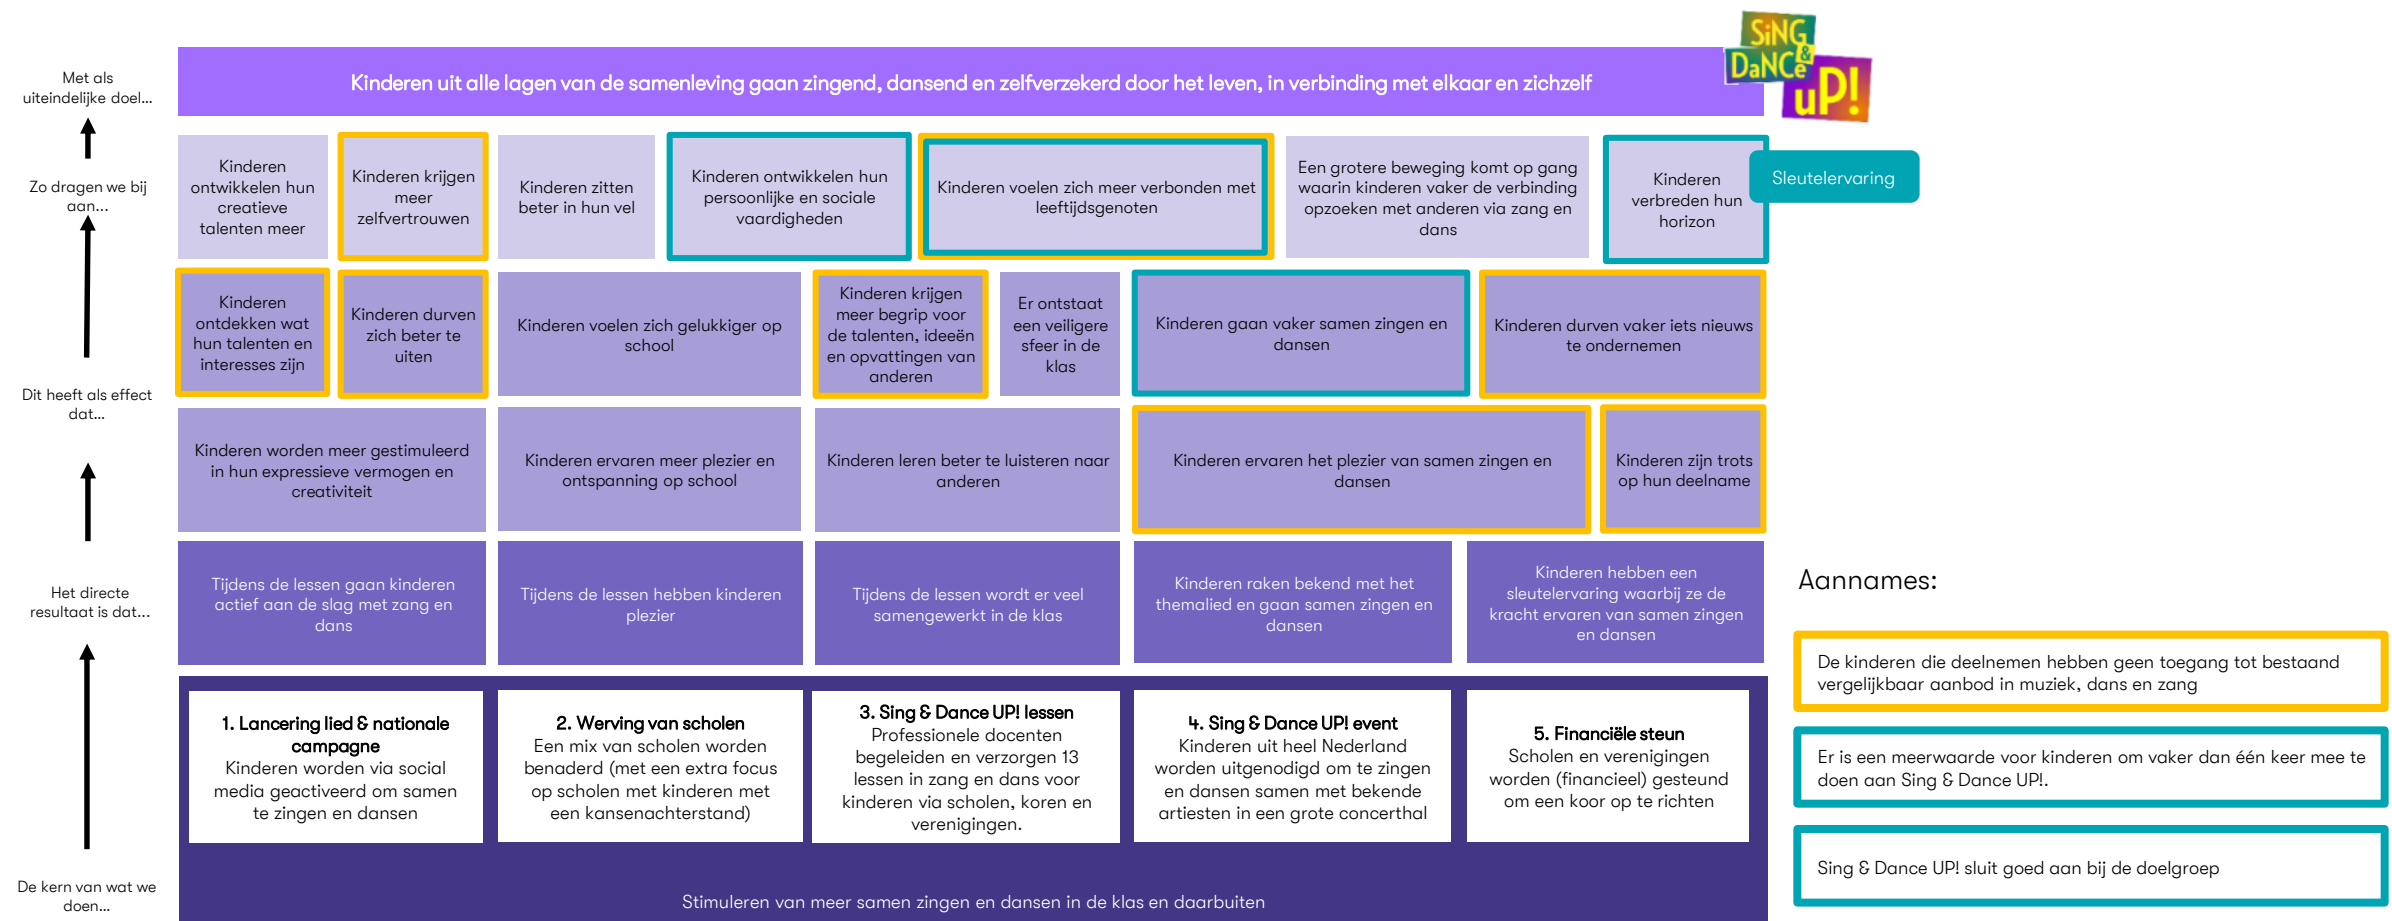 SiNG
&
DaNCe
uP!
Met als
uiteindelijke doel...
Kinderen uit alle lagen van de samenleving gaan zingend, dansend en zelfverzekerd door het leven, in verbinding met elkaar en zichzelf
Zo dragen we bij
aan...
Kinderen
ontwikkelen hun
creatieve
talenten meer
Kinderen krijgen
meer
zelfvertrouwen
Kinderen zitten
beter in hun vel
Kinderen ontwikkelen hun
persoonlijke en sociale
vaardigheden
Kinderen voelen zich meer verbonden met
leeftijdsgenoten
Een grotere beweging komt op gang
waarin kinderen vaker de verbinding
opzoeken met anderen via zang en
dans
Kinderen
verbreden hun
horizon
Sleutelervaring
Kinderen
ontdekken wat
hun talenten en
interesses zijn
Kinderen durven
zich beter te
uiten
Kinderen voelen zich gelukkiger op
school
Kinderen krijgen
meer begrip voor
de talenten, ideeën
en opvattingen van
anderen
Er ontstaat
een veiligere
sfeer in de
klas
Kinderen gaan vaker samen zingen en
dansen
Kinderen durven vaker iets nieuws
te ondernemen
Dit heeft als effect
dat...
Kinderen worden meer gestimuleerd
in hun expressieve vermogen en
creativiteit
Kinderen ervaren meer plezier en
ontspanning op school
Kinderen leren beter te luisteren naar
anderen
Kinderen ervaren het plezier van samen zingen en
dansen
Kinderen zijn trots
op hun deelname
Het directe
resultaat is dat...
Tijdens de lessen gaan kinderen
actief aan de slag met zang en
dans
Tijdens de lessen hebben kinderen
plezier
Tijdens de lessen wordt er veel
samengewerkt in de klas
Kinderen raken bekend met het
themalied en gaan samen zingen en
dansen
Kinderen hebben een
sleutelervaring waarbij ze de
kracht ervaren van samen zingen
en dansen
1. Lancering lied & nationale
campagne
Kinderen worden via social
media geactiveerd om samen
te zingen en dansen
2. Werving van scholen
Een mix van scholen worden
benaderd (met een extra focus
op scholen met kinderen met
een kansenachterstand)
3. Sing & Dance UP! lessen
Professionele docenten
begeleiden en verzorgen 13
lessen in zang en dans voor
kinderen via scholen, koren en
verenigingen.
4. Sing & Dance UP! event
Kinderen uit heel Nederland
worden uitgenodigd om te zingen
en dansen samen met bekende
artiesten in een grote concerthal
5. Financiële steun
Scholen en verenigingen
worden (financieel) gesteund
om een koor op te richten
De kern van wat we
doen...
Stimuleren van meer samen zingen en dansen in de klas en daarbuiten
Aannames:
De kinderen die deelnemen hebben geen toegang tot bestaand
vergelijkbaar aanbod in muziek, dans en zang
Er is een meerwaarde voor kinderen om vaker dan één keer mee te
doen aan Sing & Dance UP!.
Sing & Dance UP! sluit goed aan bij de doelgroep